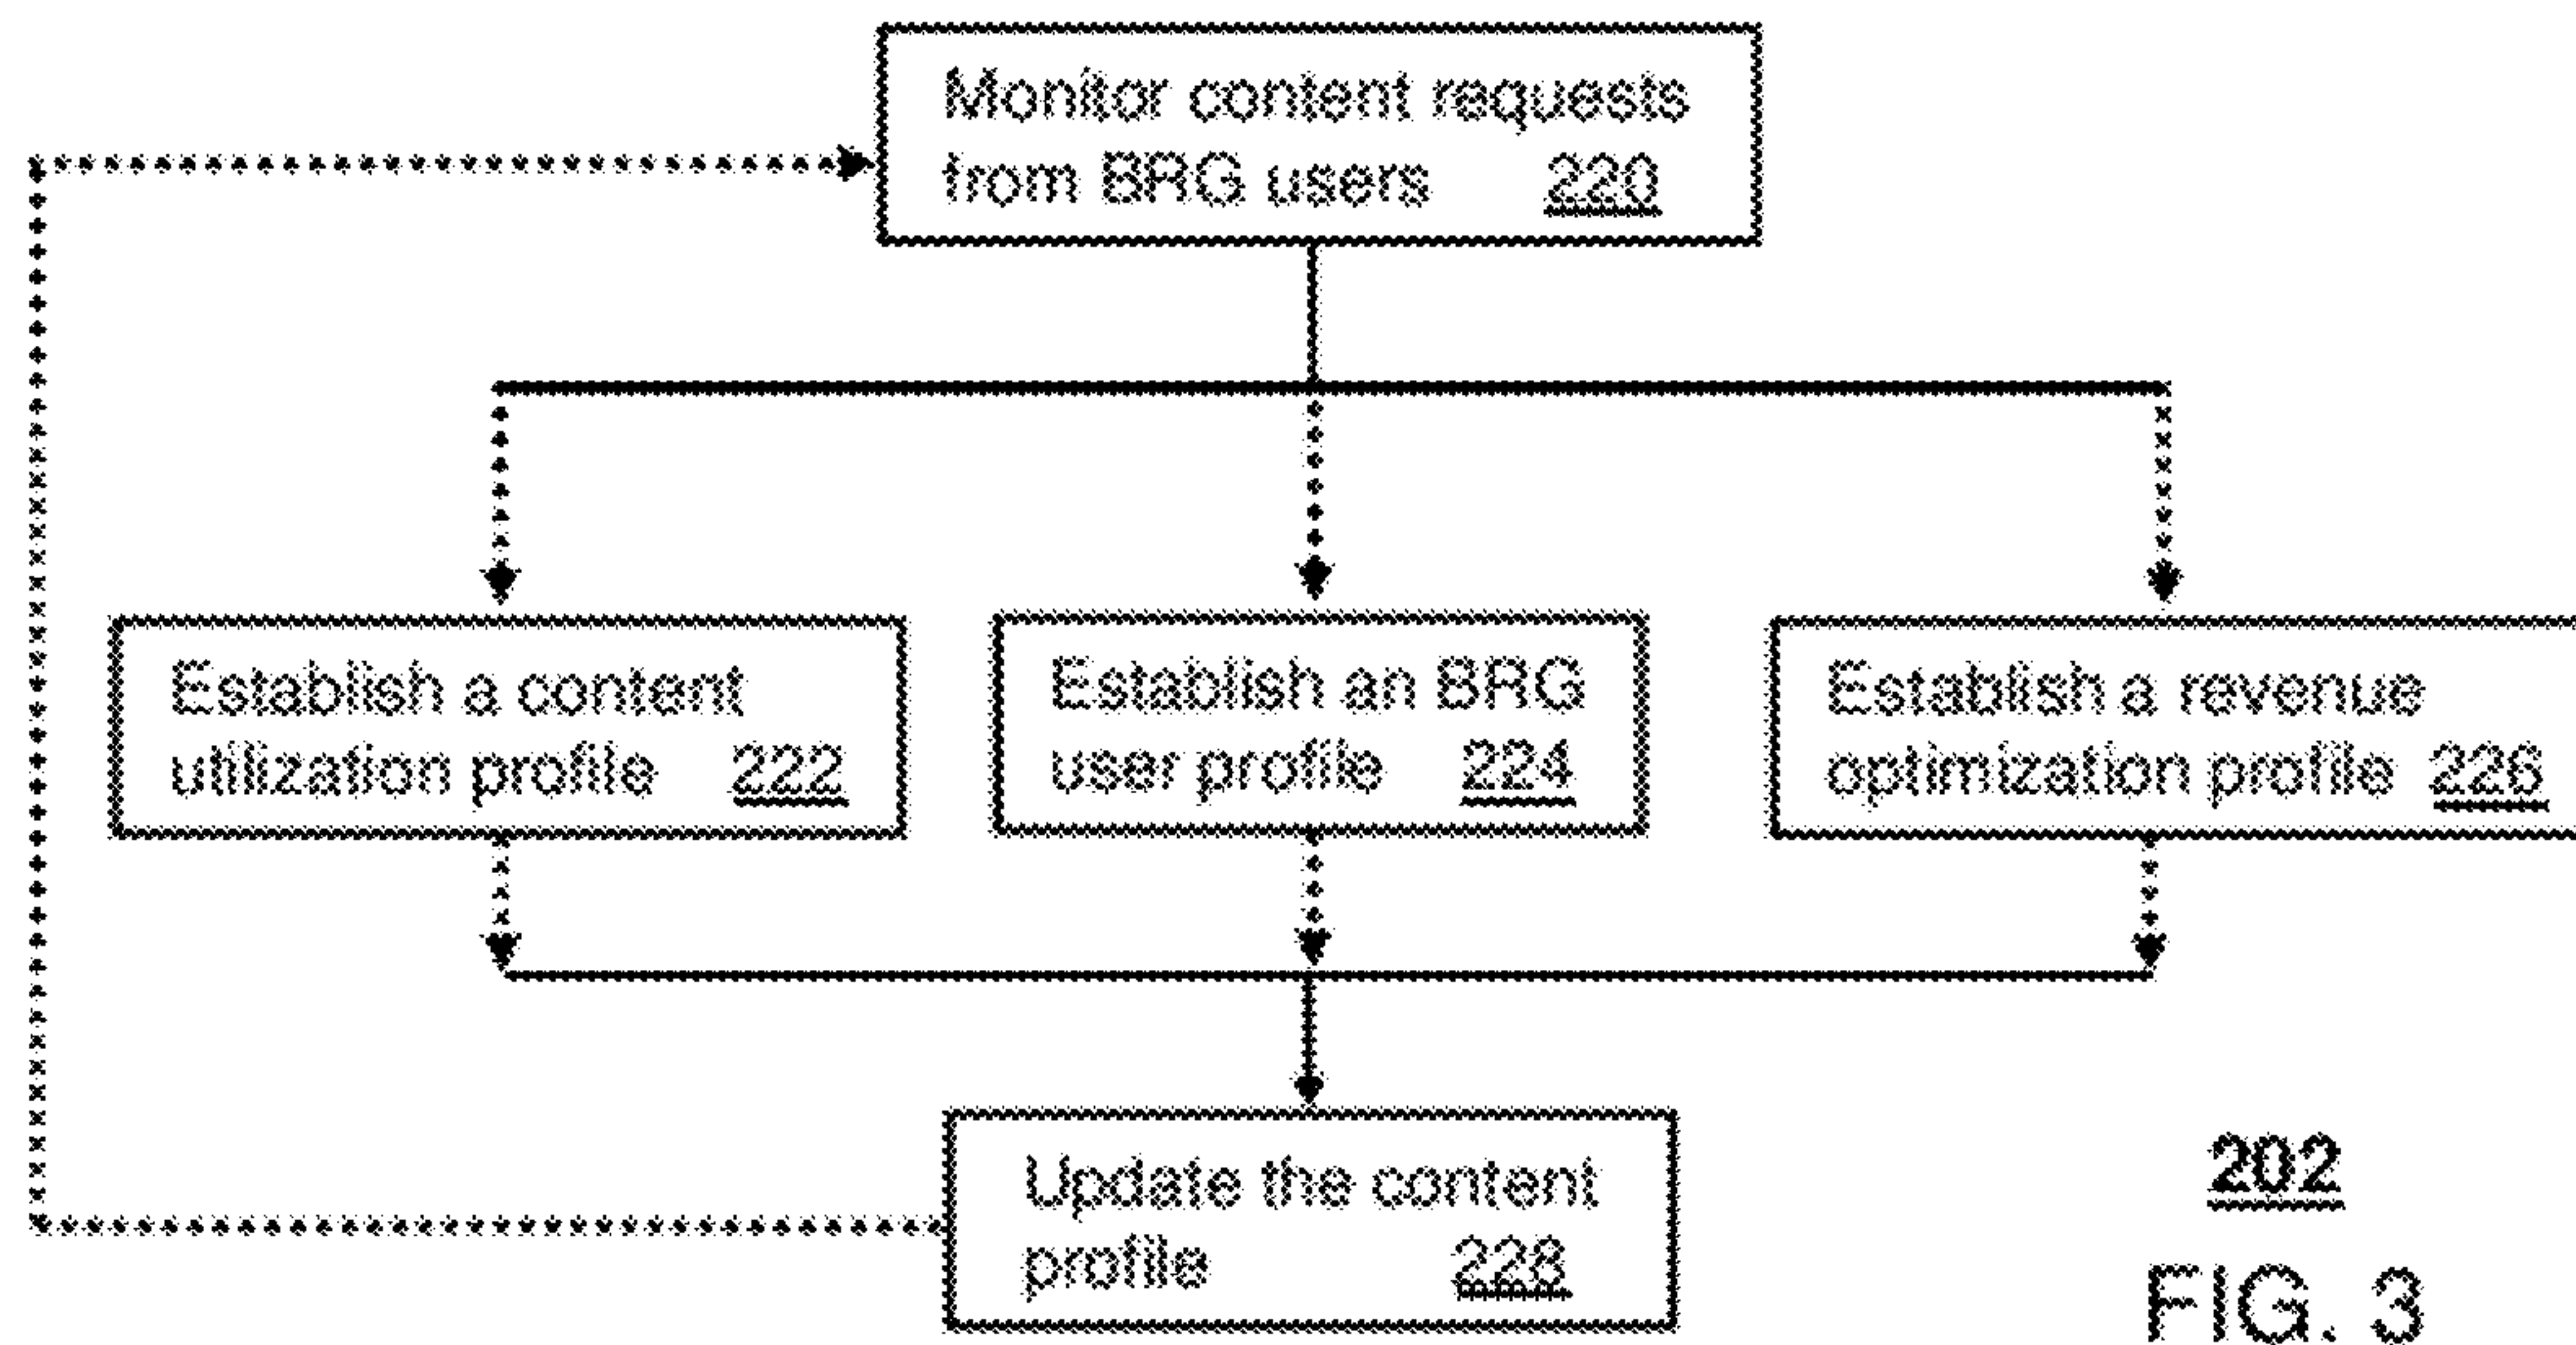 Monitor content requests
from BRG users 220
Establish a content
utilization profile 222
Establish an BRG
user profile 224
Establish a revenue
optimization profile 226
Update the content
profile 228
202
FIG. 3